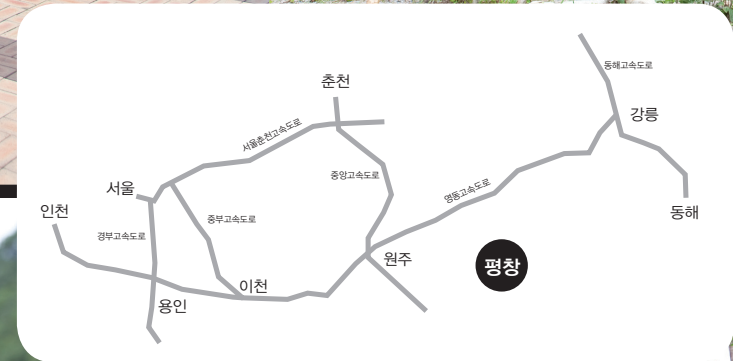 춘천
동해고속도로
강릉
서울춘천고속도로
중앙고속도로
서울
영동고속도로
인천
중부고속도로
동해
경부고속도로
원주
평창
이천
용인